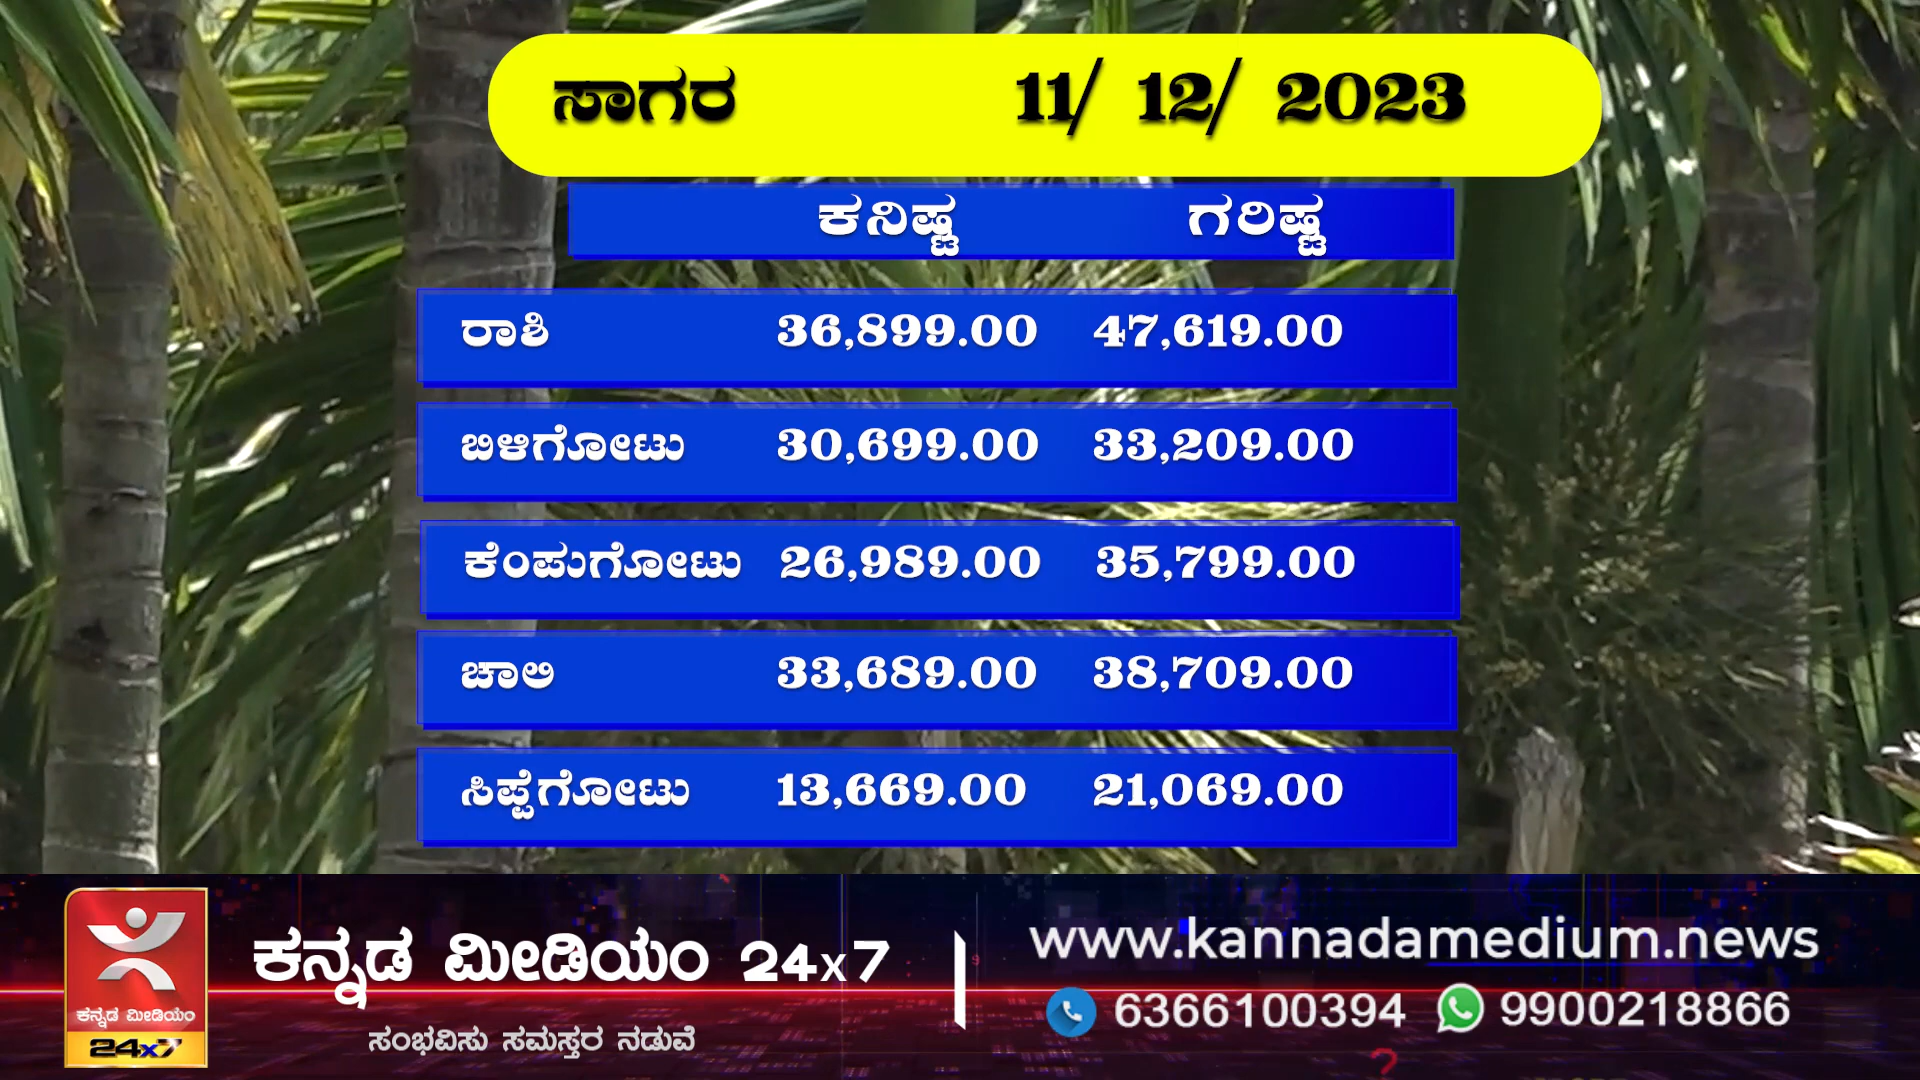 ಸಾಗರ 11/ 12/ 2023
ಕನಿಷ್ಟ ಗರಿಷ್ಟ
ರಾಶಿ 36,899.00 47,619.00
ಬಿಳಿಗೋಟು 30,699.00 33,209.00
ಕೆಂಪುಗೋಟು 26,989.00 35,799.00
ಚಾಲಿ 33,689.00 38,709.00
ಸಿಪ್ಪೆಗೋಟು 13,669.00 21,069.00
ಕನ್ನಡ ಮೀಡಿಯಂ 24x7
ಸಂಭವಿಸು ಸಮಸ್ತರ ನಡುವೆ
www.kannadamedium.news
6366100394 9900218866
ಕನ್ನಡ ಮೀಡಿಯಂ
24x7